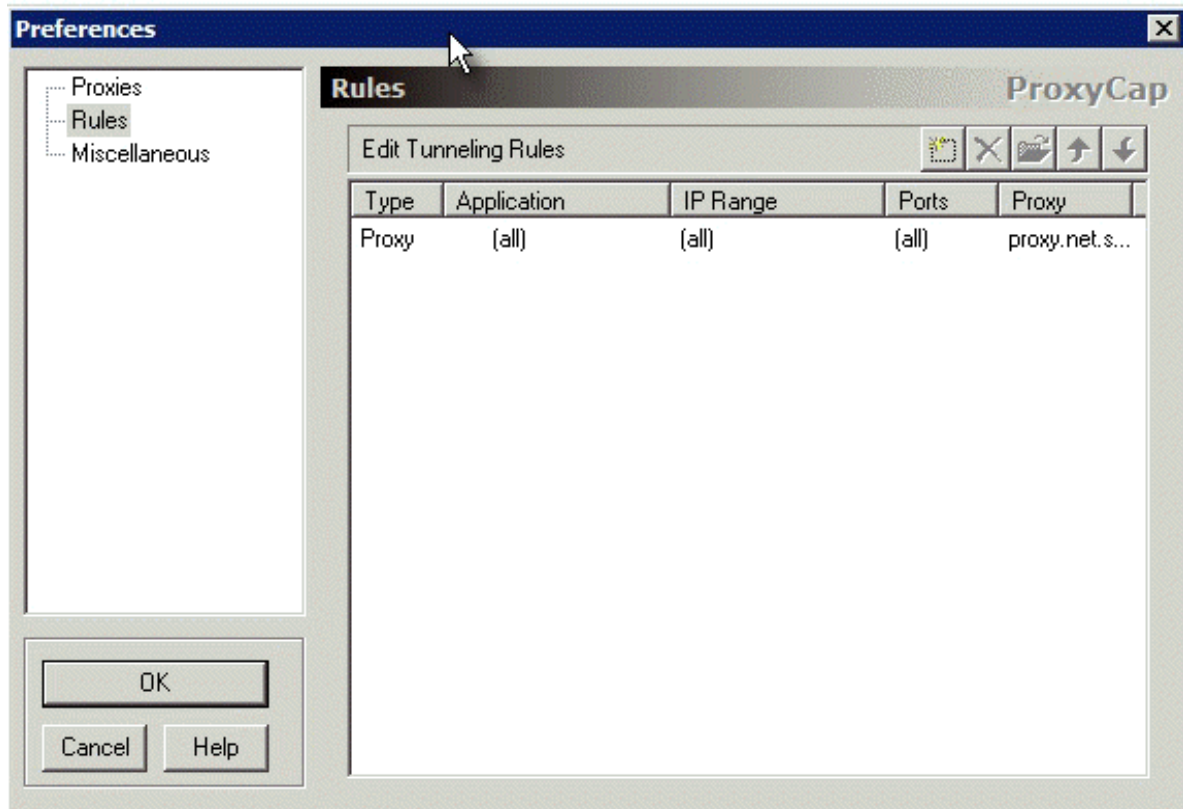 Preferences
Proxies
Rules
Miscellaneous
Rules ProxyCap
Edit Tunneling Rules
Type Application IP Range Ports Proxy
Proxy (all) (all) (all) proxy.net.s...
OK
Cancel Help